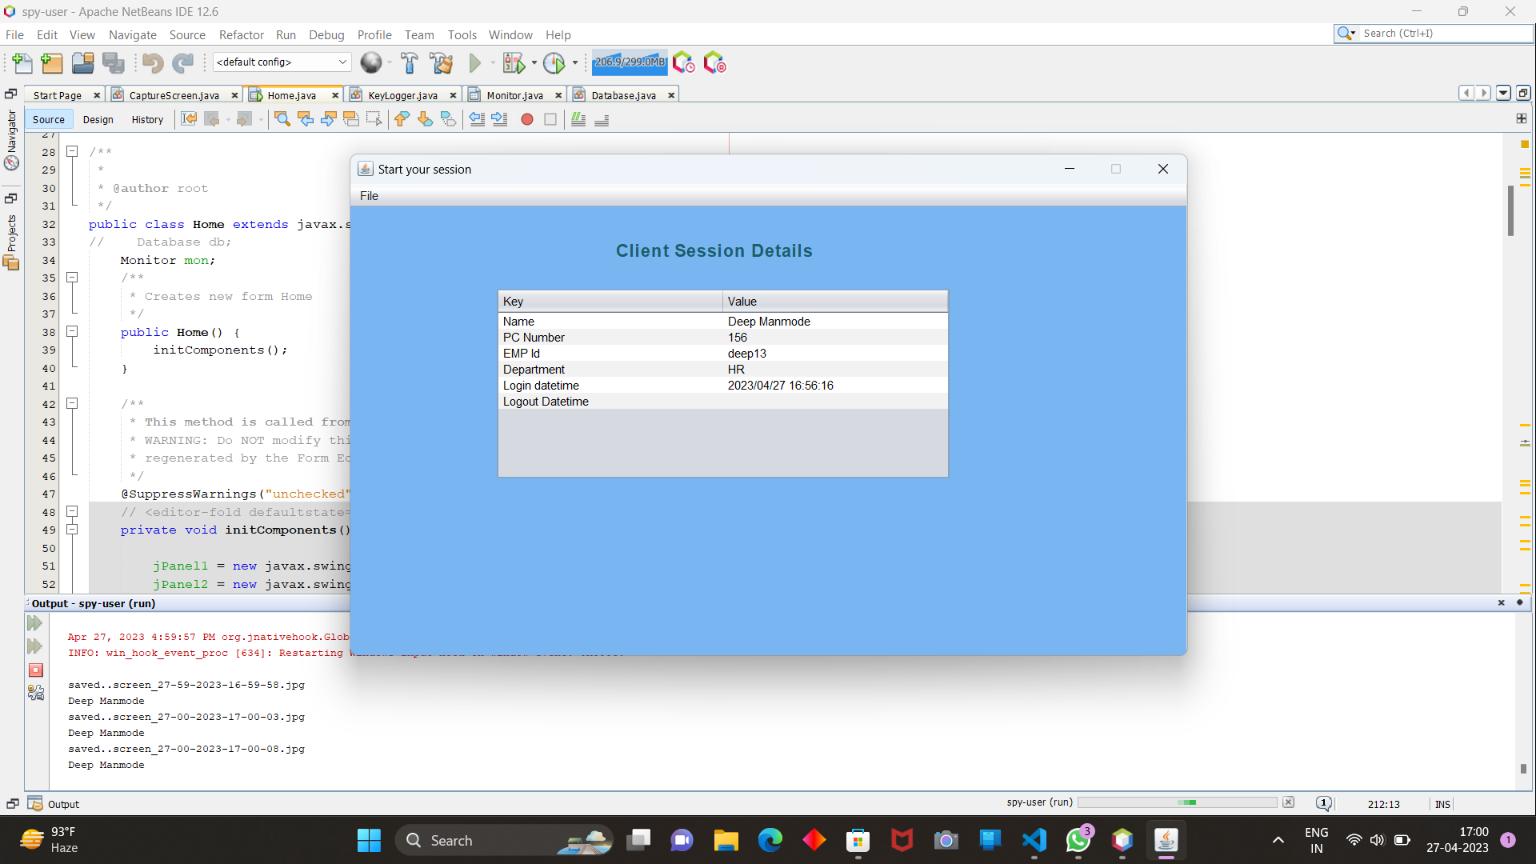 spy-user - Apache NetBeans IDE 12.6
File Edit View Navigate Source Refactor Run Debug Profile Team Tools Window Help
Search (Ctrl+I)
<default config>
206.9/299.0MB
Start Page CaptureScreen.java Home.java KeyLogger.java Monitor.java Database.java
Source Design History
Navigator
Projects
27
28 /**
29 *
30 * @author root
31 */
32 public class Home extends javax.s
33 // Database db;
34 Monitor mon;
35 /**
36 * Creates new form Home
37 */
38 public Home() {
39 initComponents();
40 }
41
42 /**
43 * This method is called from
44 * WARNING: Do NOT modify thi
45 * regenerated by the Form Ed
46 */
47 @SuppressWarnings("unchecked"
48 // <editor-fold defaultstate=
49 private void initComponents()
50
51 jPanel1 = new javax.swing
52 jPanel2 = new javax.swing
Start your session
File
Client Session Details
Key Value
Name Deep Manmode
PC Number 156
EMP Id deep13
Department HR
Login datetime 2023/04/27 16:56:16
Logout Datetime
Output - spy-user (run)
Apr 27, 2023 4:59:57 PM org.jnativehook.Glob
INFO: win_hook_event_proc [634]: Restarting
saved..screen_27-59-2023-16-59-58.jpg
Deep Manmode
saved..screen_27-00-2023-17-00-03.jpg
Deep Manmode
saved..screen_27-00-2023-17-00-08.jpg
Deep Manmode
Output
spy-user (run)
1
212:13
INS
93°F
Haze
Search
3
ENG
IN
17:00
27-04-2023
1